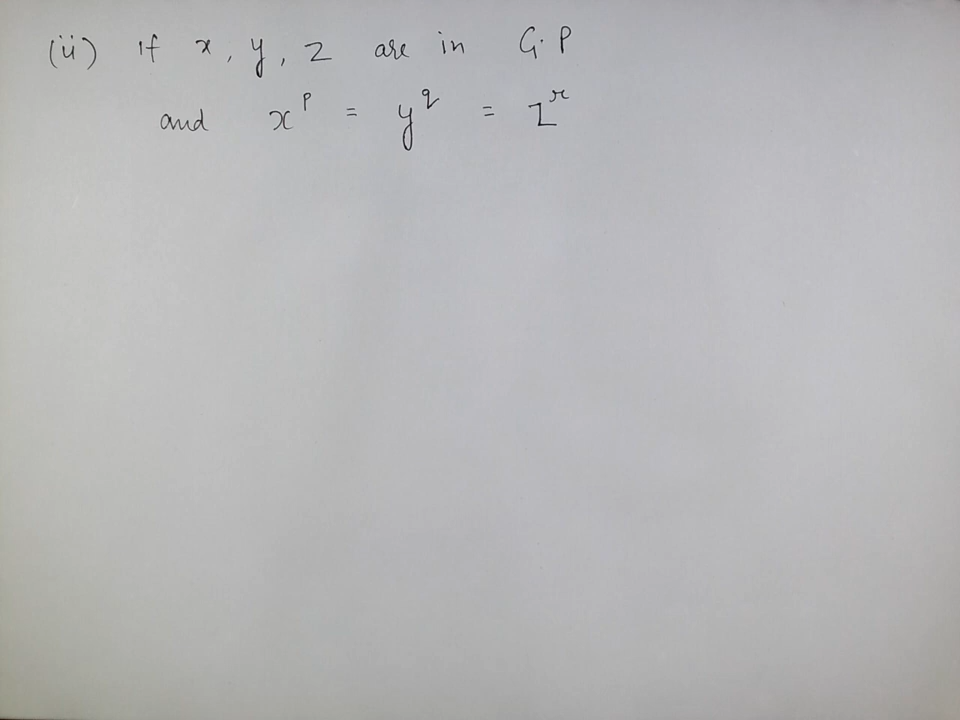 (ii) If x, y, z are in G.P
and x^p = y^q = z^r